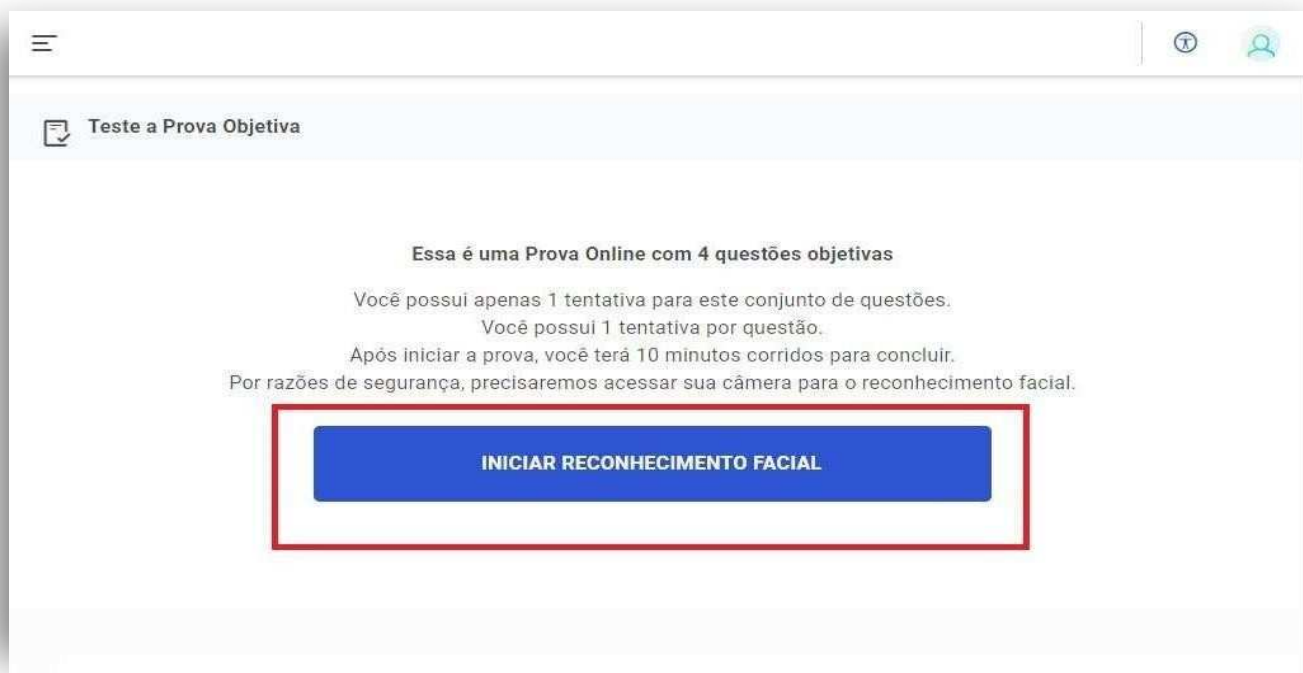 Teste a Prova Objetiva
Essa é uma Prova Online com 4 questões objetivas
Você possui apenas 1 tentativa para este conjunto de questões.
Você possui 1 tentativa por questão.
Após iniciar a prova, você terá 10 minutos corridos para concluir.
Por razões de segurança, precisaremos acessar sua câmera para o reconhecimento facial.
INICIAR RECONHECIMENTO FACIAL